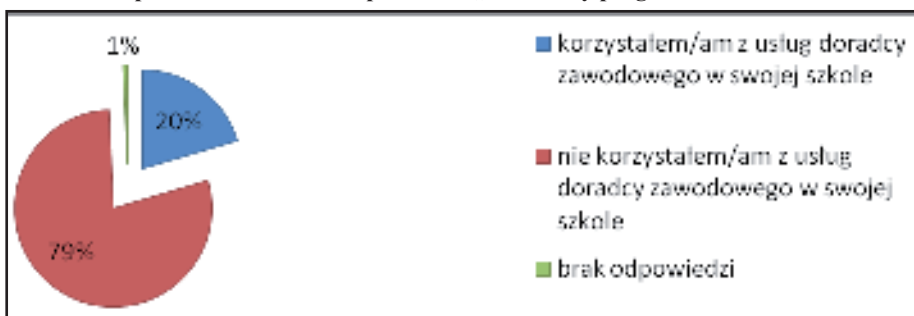 1%
20%
79%
korzystałem/am z usług doradcy
zawodowego w swojej szkole
nie korzystałem/am z usług
doradcy zawodowego w swojej
szkole
brak odpowiedzi